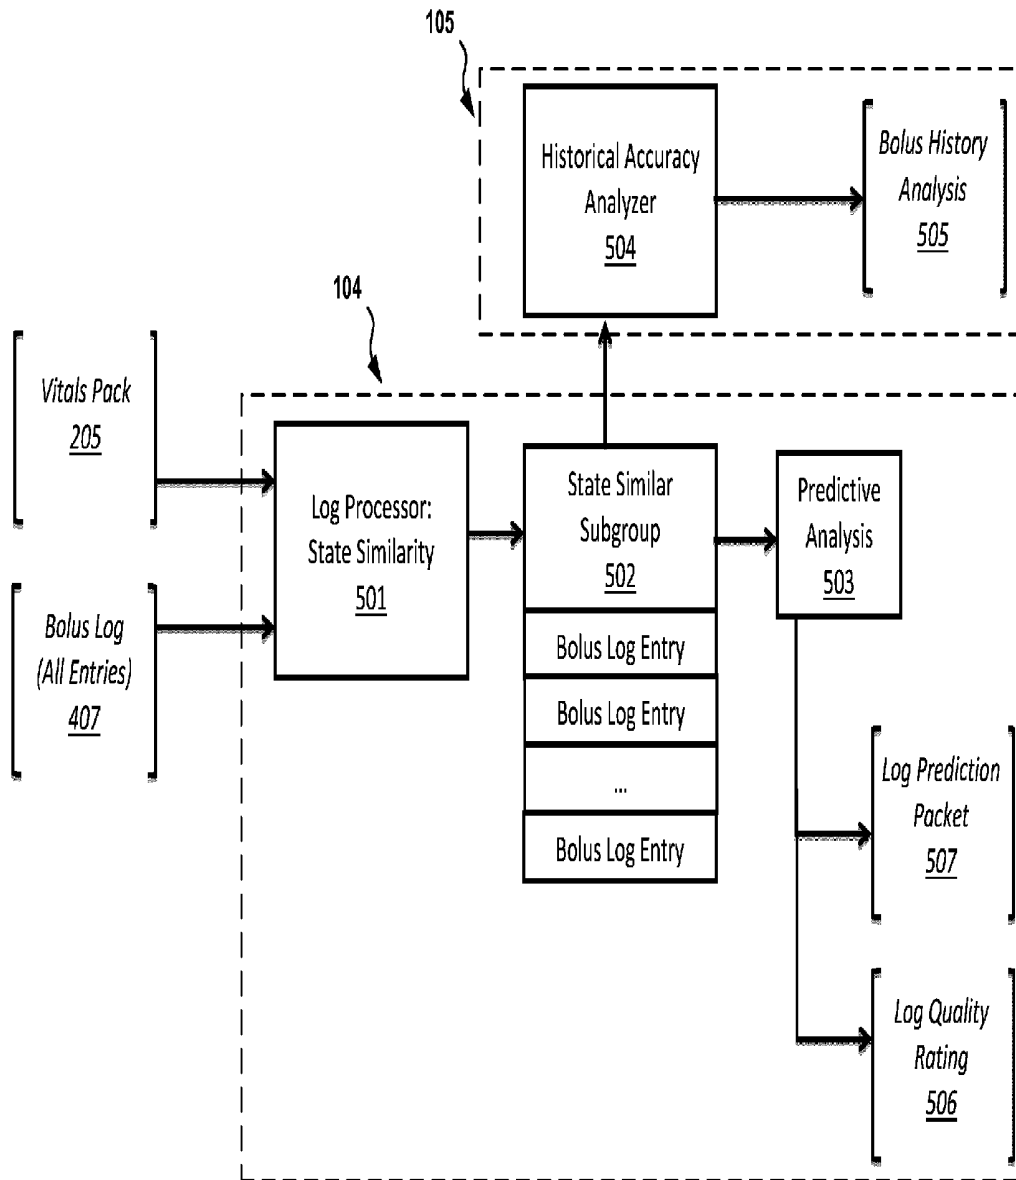 105
Historical Accuracy
Analyzer
504
Bolus History
Analysis
505
104
Vitals Pack
205
Bolus Log
(All Entries)
407
Log Processor:
State Similarity
501
State Similar
Subgroup
502
Bolus Log Entry
Bolus Log Entry
...
Bolus Log Entry
Predictive
Analysis
503
Log Prediction
Packet
507
Log Quality
Rating
506